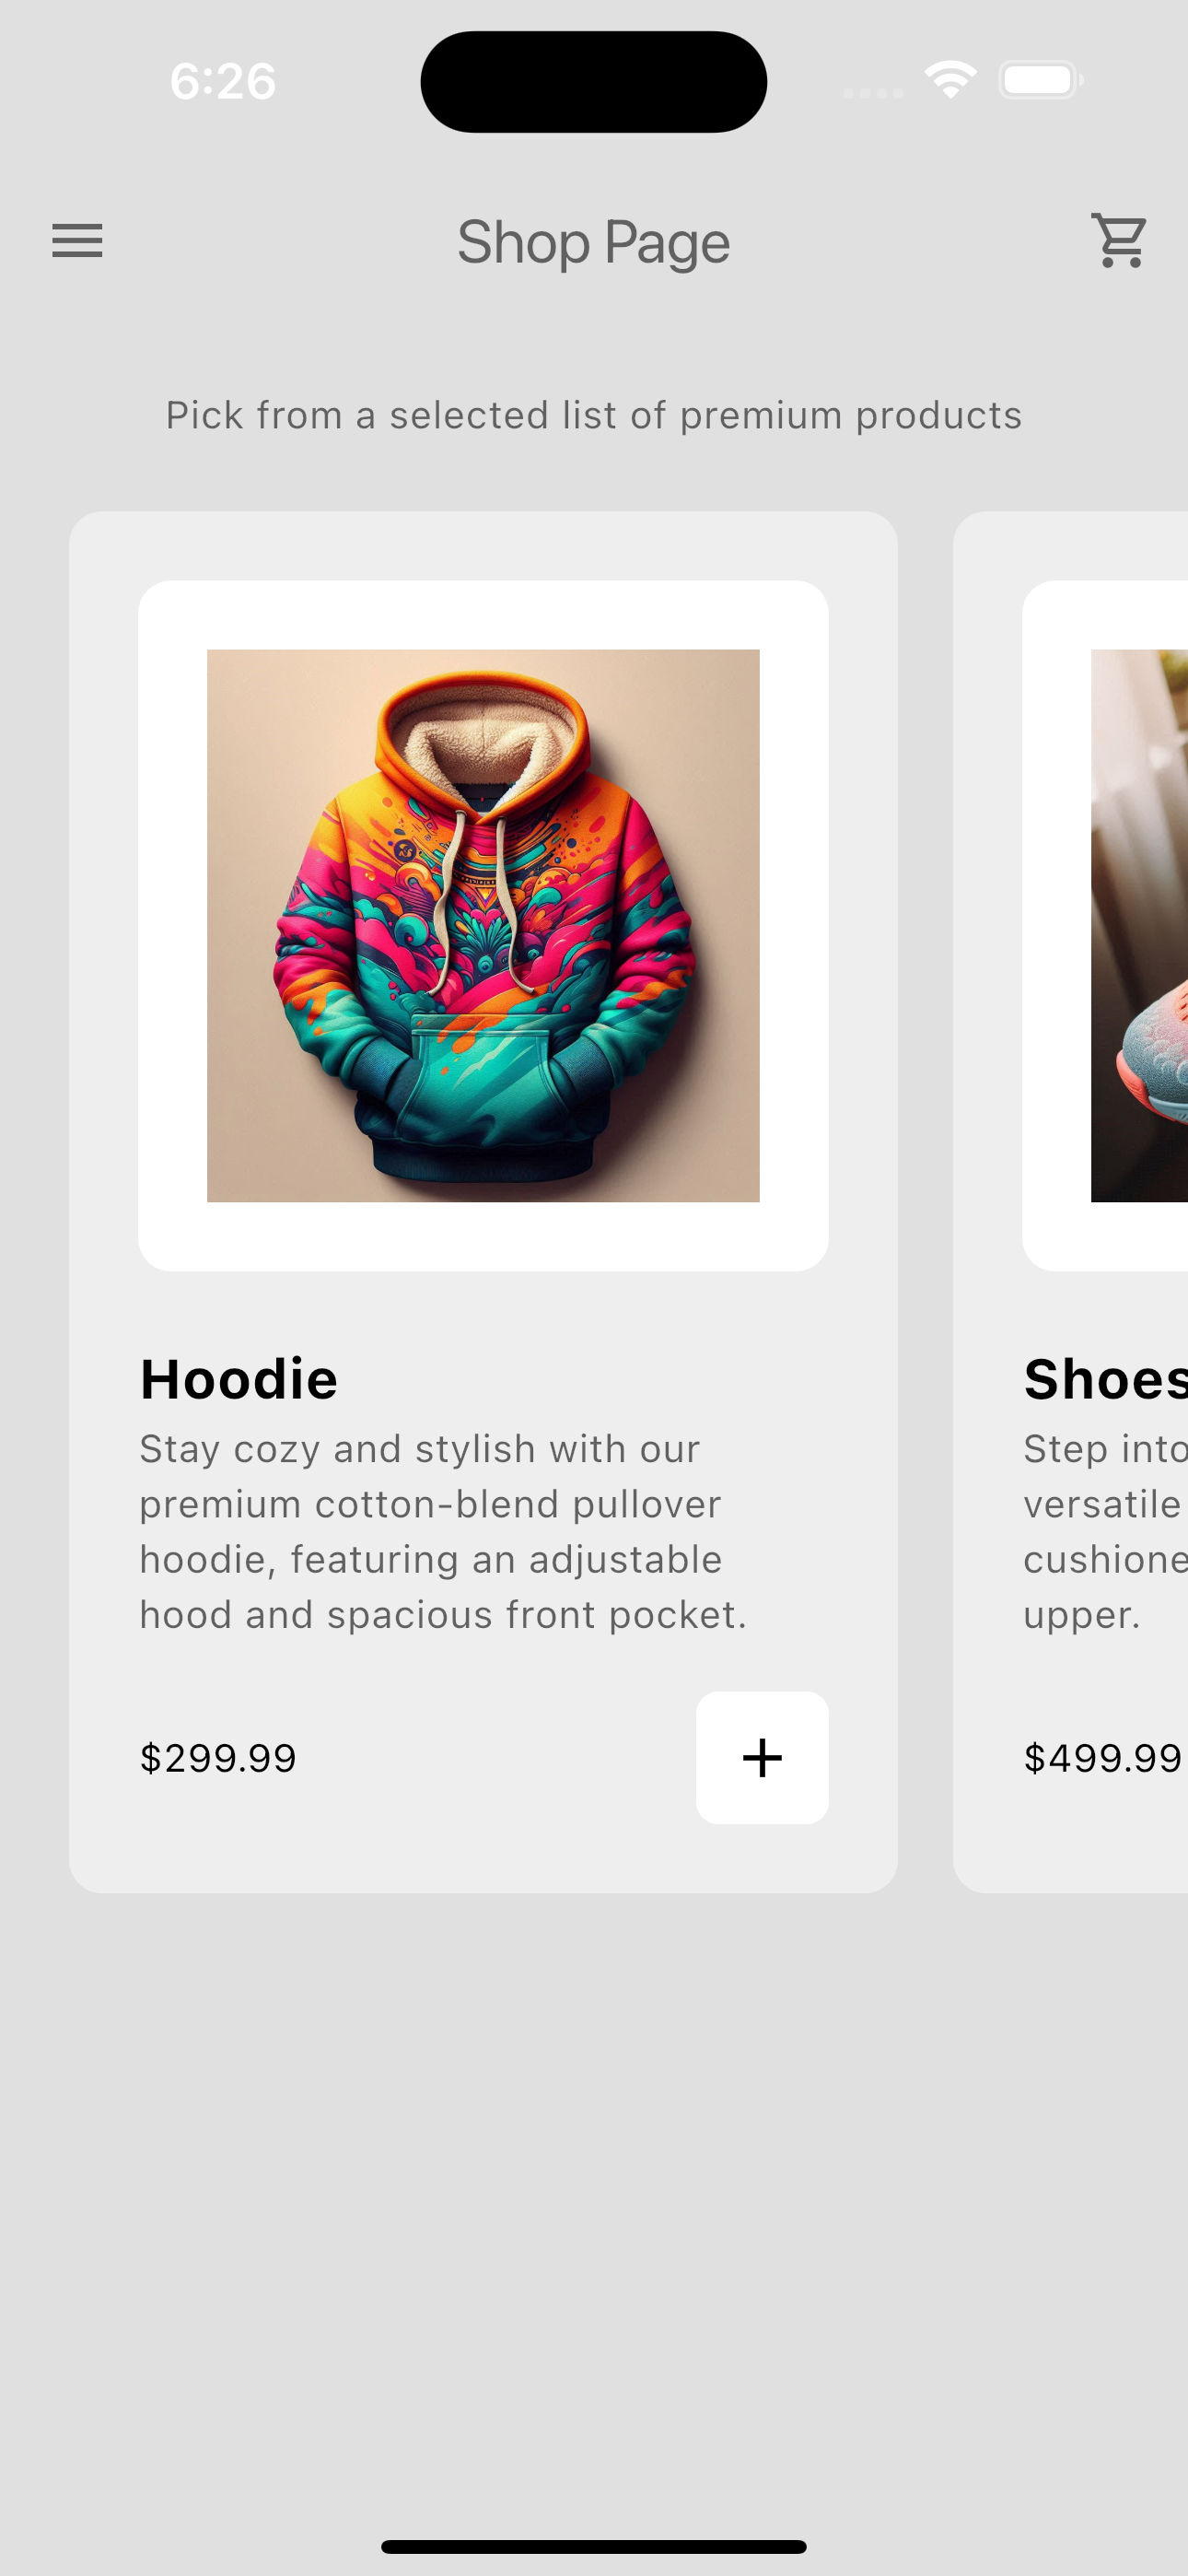 6:26
Shop Page
Pick from a selected list of premium products
Hoodie
Stay cozy and stylish with our
premium cotton-blend pullover
hoodie, featuring an adjustable
hood and spacious front pocket.
$299.99
Shoes
Step into
versatile
cushione
upper.
$499.99